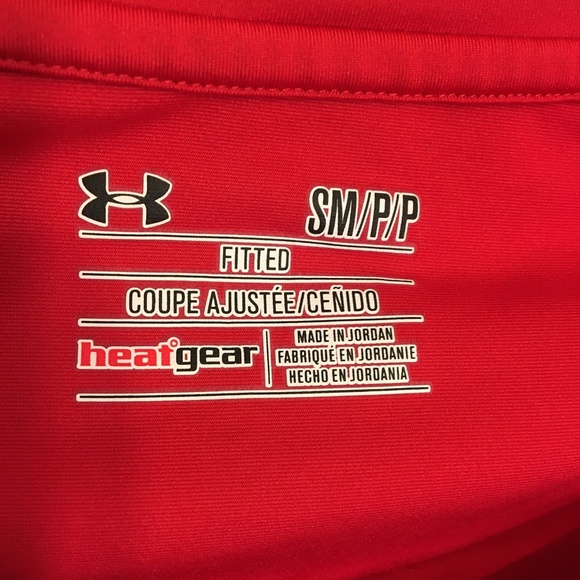 SM/P/P
FITTED
COUPE AJUSTÉE/CEÑIDO
heatgear
MADE IN JORDAN
FABRIQUÉ EN JORDANIE
HECHO EN JORDANIA